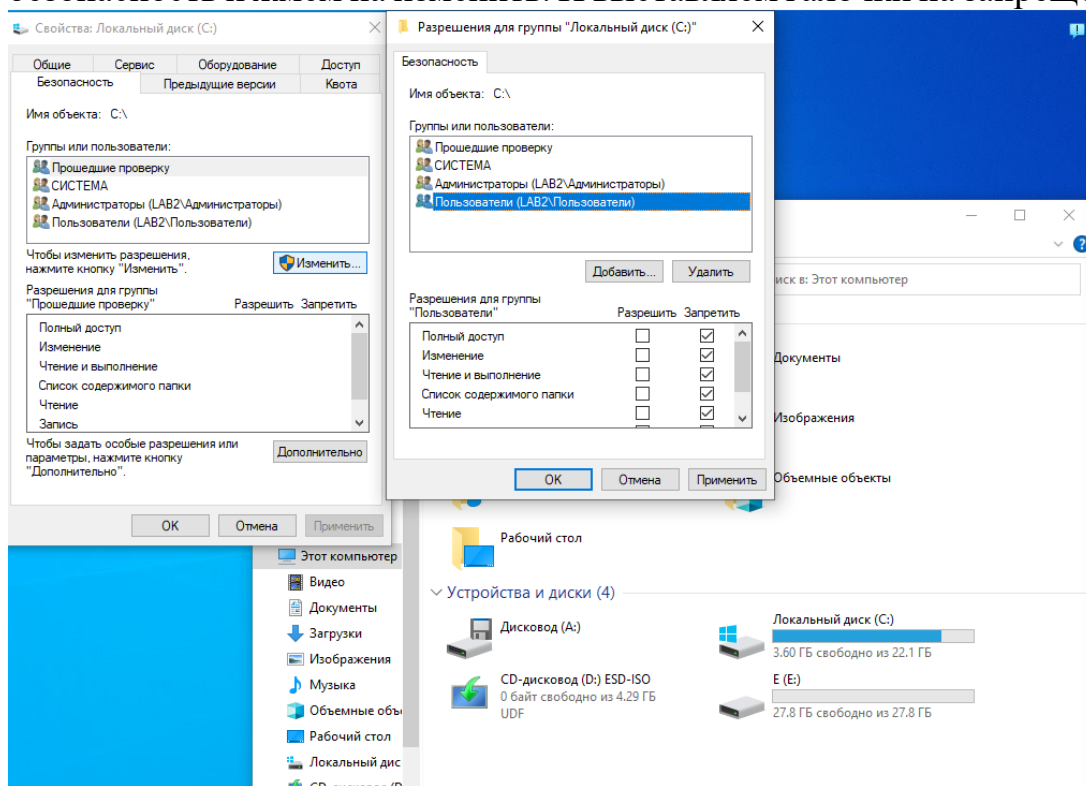 безопасность и жмем на изменить. И выставляем галочки на запрещ
Свойства: Локальный диск (C:)
Общие Сервис Оборудование Доступ
Безопасность Предыдущие версии Квота
Имя объекта: C:\
Группы или пользователи:
Прошедшие проверку
СИСТЕМА
Администраторы (LAB2\Администраторы)
Пользователи (LAB2\Пользователи)
Чтобы изменить разрешения,
нажмите кнопку "Изменить".
Изменить...
Разрешения для группы
"Прошедшие проверку" Разрешить Запретить
Полный доступ
Изменение
Чтение и выполнение
Список содержимого папки
Чтение
Запись
Чтобы задать особые разрешения или
параметры, нажмите кнопку
"Дополнительно".
Дополнительно
ОК Отмена Применить
Разрешения для группы "Локальный диск (C:)"
Безопасность
Имя объекта: C:\
Группы или пользователи:
Прошедшие проверку
СИСТЕМА
Администраторы (LAB2\Администраторы)
Пользователи (LAB2\Пользователи)
Добавить... Удалить
Разрешения для группы
"Пользователи" Разрешить Запретить
Полный доступ
Изменение
Чтение и выполнение
Список содержимого папки
Чтение
ОК Отмена Применить
в: Этот компьютер
Документы
Изображения
Объемные объекты
Рабочий стол
Этот компьютер
Видео
Документы
Загрузки
Изображения
Музыка
Объемные объ
Рабочий стол
Локальный дис
Устройства и диски (4)
Дисковод (A:)
Локальный диск (C:)
3.60 ГБ свободно из 22.1 ГБ
CD-дисковод (D:) ESD-ISO
0 байт свободно из 4.29 ГБ
UDF
E (E:)
27.8 ГБ свободно из 27.8 ГБ